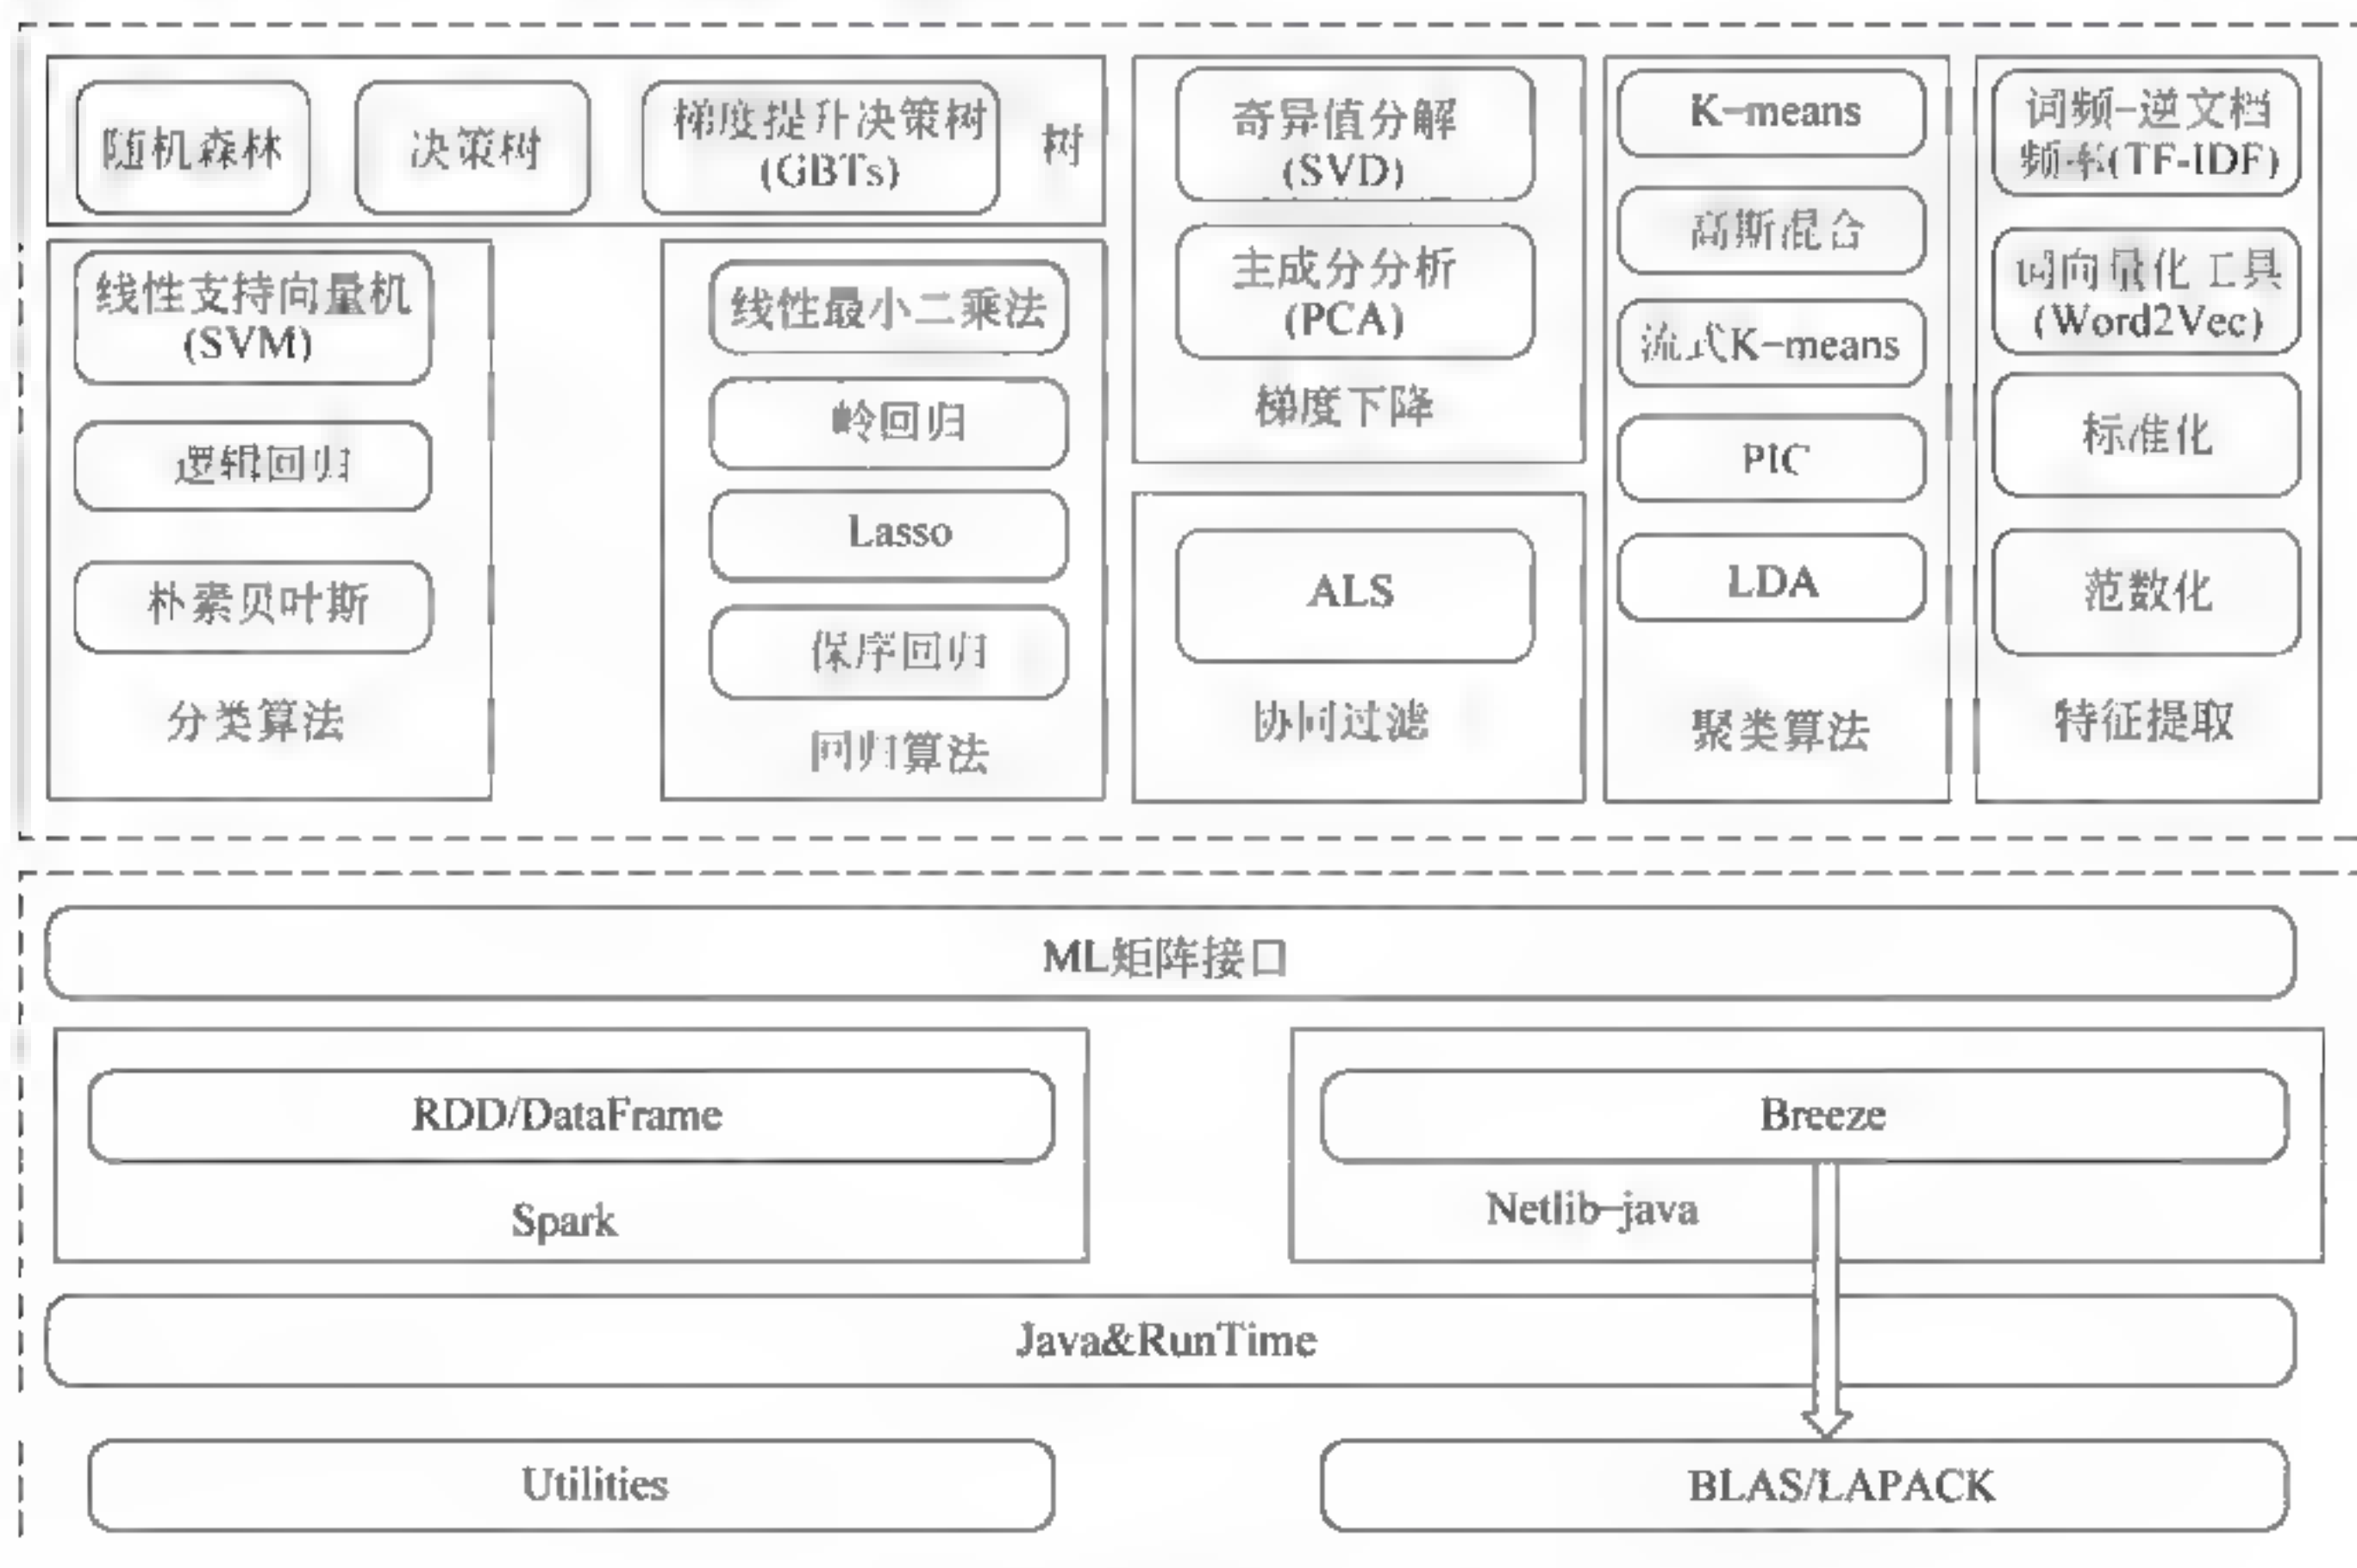 随机森林
决策树
梯度提升决策树
(GBTs)
树
线性支持向量机
(SVM)
逻辑回归
朴素贝叶斯
分类算法
线性最小二乘法
岭回归
Lasso
保序回归
回归算法
奇异值分解
(SVD)
主成分分析
(PCA)
梯度下降
ALS
协同过滤
K-means
高斯混合
流式K-means
PIC
LDA
聚类算法
词频-逆文档
频率(TF-IDF)
词向量化工具
(Word2Vec)
标准化
范数化
特征提取
ML矩阵接口
RDD/DataFrame
Spark
Breeze
Netlib-java
Java&RunTime
Utilities
BLAS/LAPACK